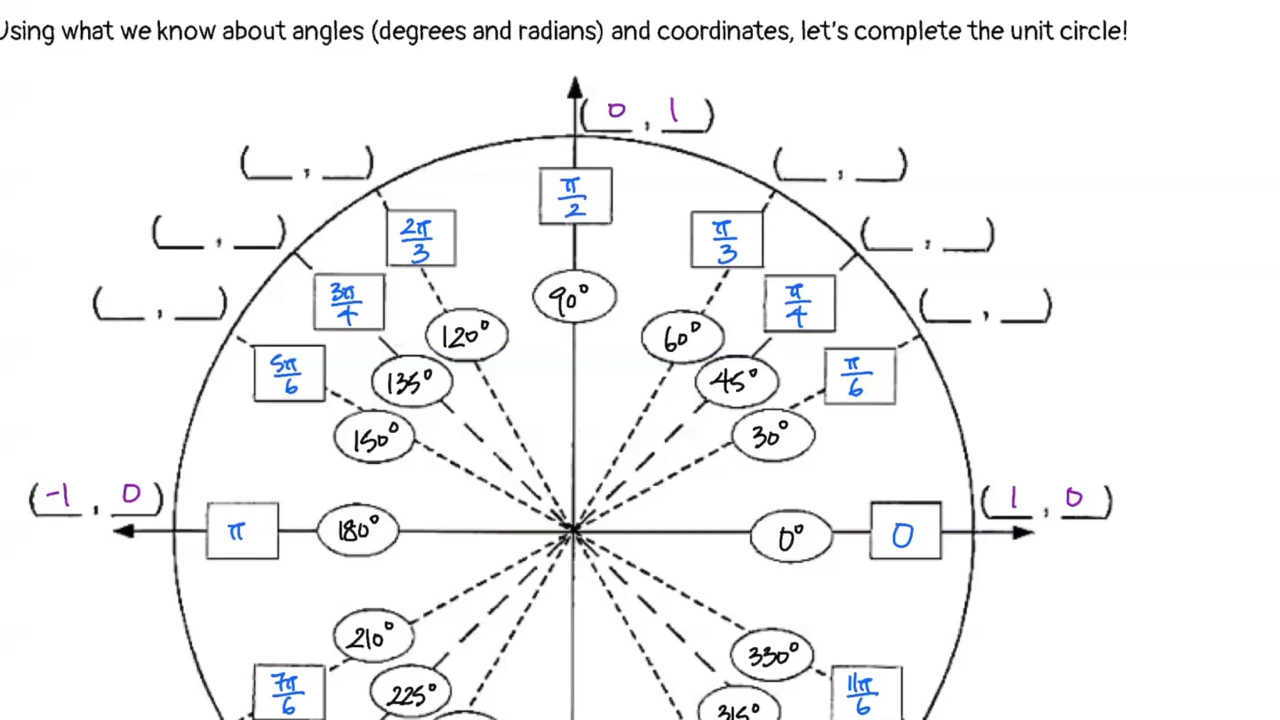 Using what we know about angles (degrees and radians) and coordinates, let's complete the unit circle!
(0, 1)
(__, __)
(__, __)
π/2
2π/3
π/3
(__, __)
(__, __)
90°
3π/4
π/4
(__, __)
(__, __)
120°
60°
5π/6
135°
45°
π/6
150°
30°
(-1, 0)
(1, 0)
π
180°
0°
0
210°
330°
7π/6
225°
315°
11π/6